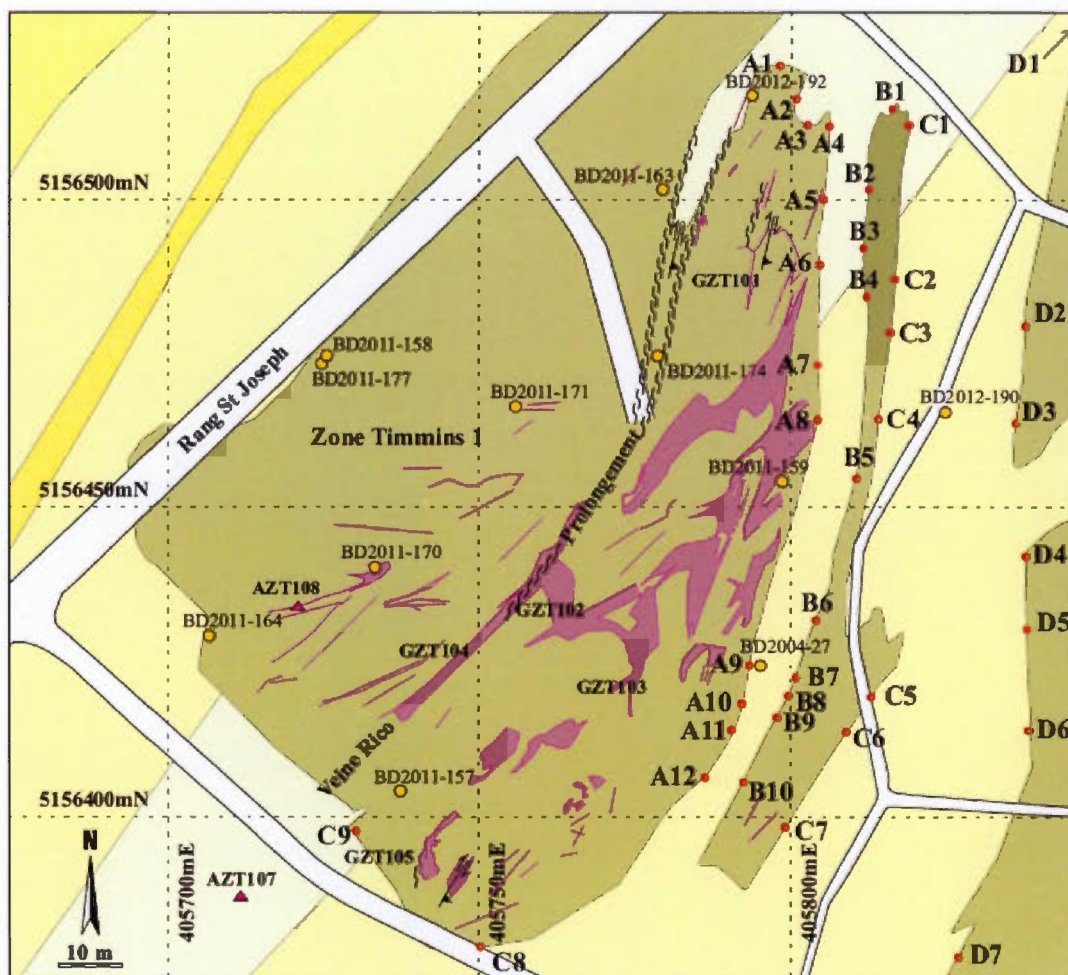 A1
BD2012-192
A2
A3
A4
B1
C1
D1
5156500mN
BD2011-163
A5
B2
B3
GZT101
A6
B4
C2
C3
D2
BD2011-158
BD2011-177
BD2011-174
A7
Rang St Joseph
BD2011-171
Zone Timmins 1
A8
C4
BD2012-190
D3
BD2011-159
B5
5156450mN
Prolongement
BD2011-170
AZT108
GZT102
D4
BD2011-164
B6
D5
GZT104
A9
BD2004-27
GZT103
B7
B8
C5
A10
B9
A11
C6
D6
Veine Rico
BD2011-157
A12
B10
5156400mN
C9
C7
GZT105
N
AZT107
405700mE
405750mE
405800mE
10 m
C8
D7